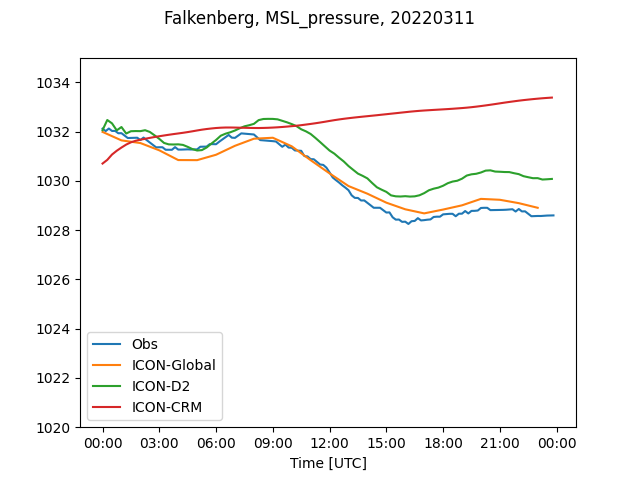 Falkenberg, MSL_pressure, 20220311
1034
1032
1030
1028
1026
1024
1022
1020
Obs
ICON-Global
ICON-D2
ICON-CRM
00:00 03:00 06:00 09:00 12:00 15:00 18:00 21:00 00:00
Time [UTC]